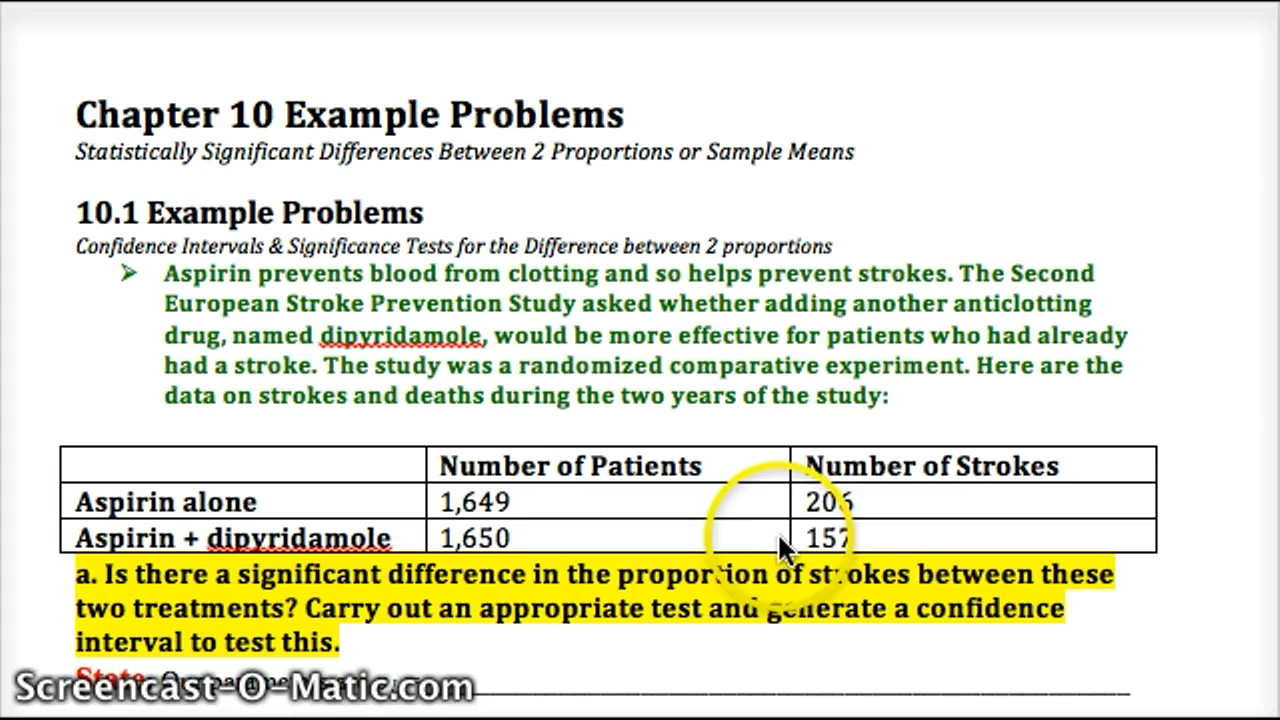 Chapter 10 Example Problems
Statistically Significant Differences Between 2 Proportions or Sample Means
10.1 Example Problems
Confidence Intervals & Significance Tests for the Difference between 2 proportions
➢ Aspirin prevents blood from clotting and so helps prevent strokes. The Second
European Stroke Prevention Study asked whether adding another anticlotting
drug, named dipyridamole, would be more effective for patients who had already
had a stroke. The study was a randomized comparative experiment. Here are the
data on strokes and deaths during the two years of the study:
Number of Patients Number of Strokes
Aspirin alone 1,649 206
Aspirin + dipyridamole 1,650 157
a. Is there a significant difference in the proportion of strokes between these
two treatments? Carry out an appropriate test and generate a confidence
interval to test this.
State:
Screencast-O-Matic.com